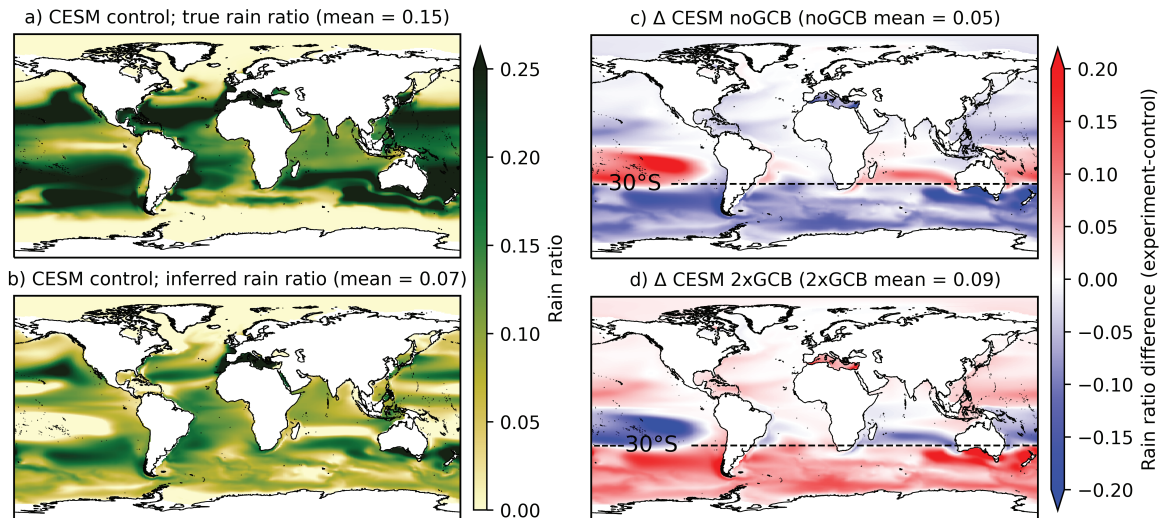 a) CESM control; true rain ratio (mean = 0.15)
b) CESM control; inferred rain ratio (mean = 0.07)
0.25
0.20
0.15
0.10
0.05
0.00
Rain ratio
c) Δ CESM noGCB (noGCB mean = 0.05)
30°S
d) Δ CESM 2xGCB (2xGCB mean = 0.09)
30°S
0.20
0.15
0.10
0.05
0.00
−0.05
−0.10
−0.15
−0.20
Rain ratio difference (experiment-control)